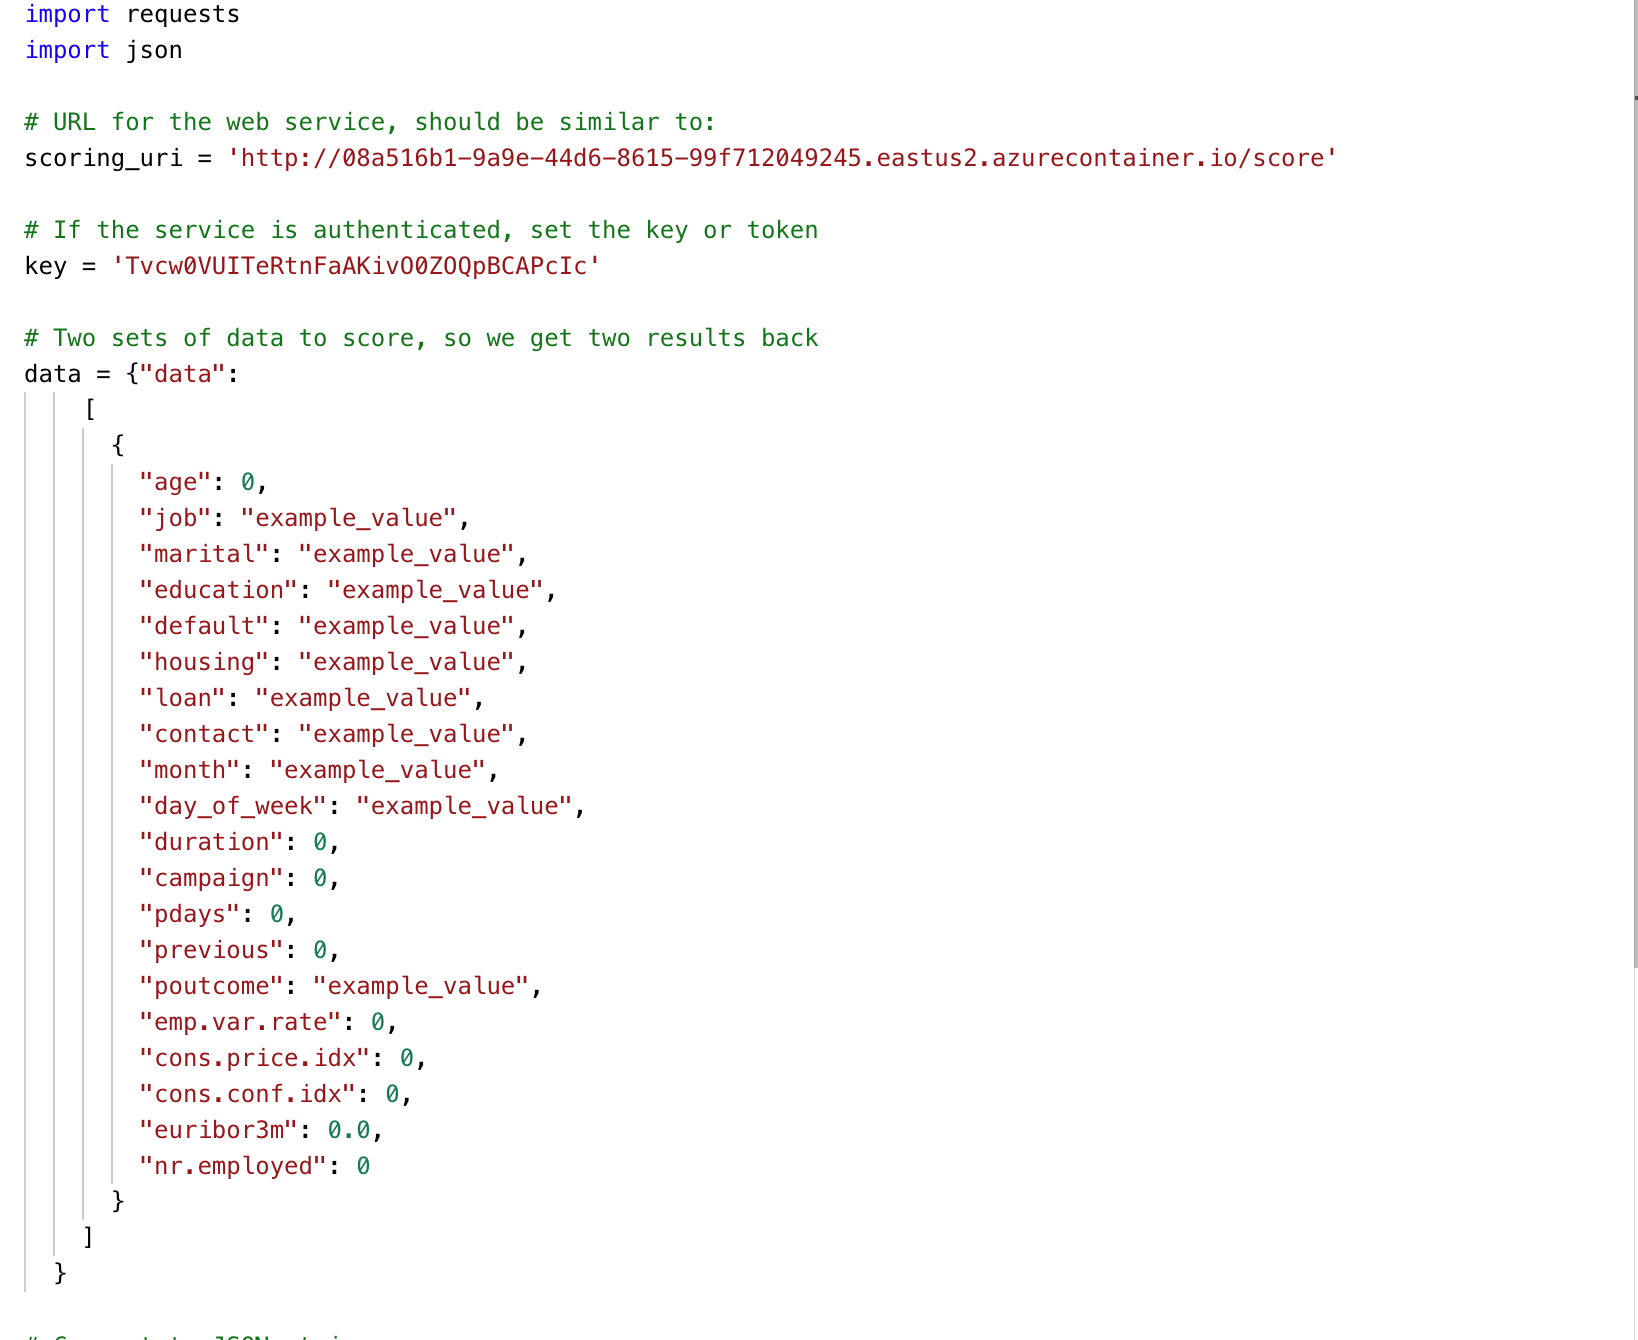 import requests
import json
# URL for the web service, should be similar to:
scoring_uri = 'http://08a516b1-9a9e-44d6-8615-99f712049245.eastus2.azurecontainer.io/score'
# If the service is authenticated, set the key or token
key = 'Tvcw0VUITeRtnFaAKivO0ZOQpBCAPcIc'
# Two sets of data to score, so we get two results back
data = {"data":
[
{
"age": 0,
"job": "example_value",
"marital": "example_value",
"education": "example_value",
"default": "example_value",
"housing": "example_value",
"loan": "example_value",
"contact": "example_value",
"month": "example_value",
"day_of_week": "example_value",
"duration": 0,
"campaign": 0,
"pdays": 0,
"previous": 0,
"poutcome": "example_value",
"emp.var.rate": 0,
"cons.price.idx": 0,
"cons.conf.idx": 0,
"euribor3m": 0.0,
"nr.employed": 0
}
]
}